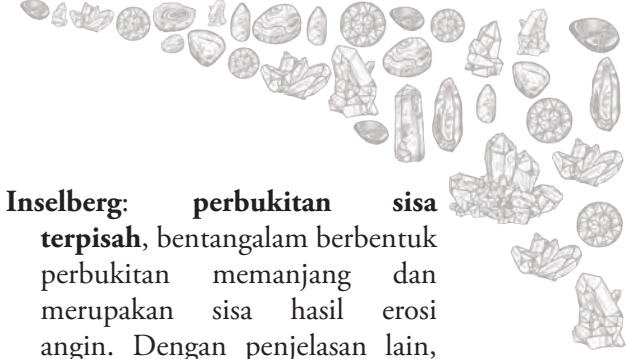 Inselberg: perbukitan sisa
terpisah, bentangalam berbentuk
perbukitan memanjang dan
merupakan sisa hasil erosi
angin. Dengan penjelasan lain,